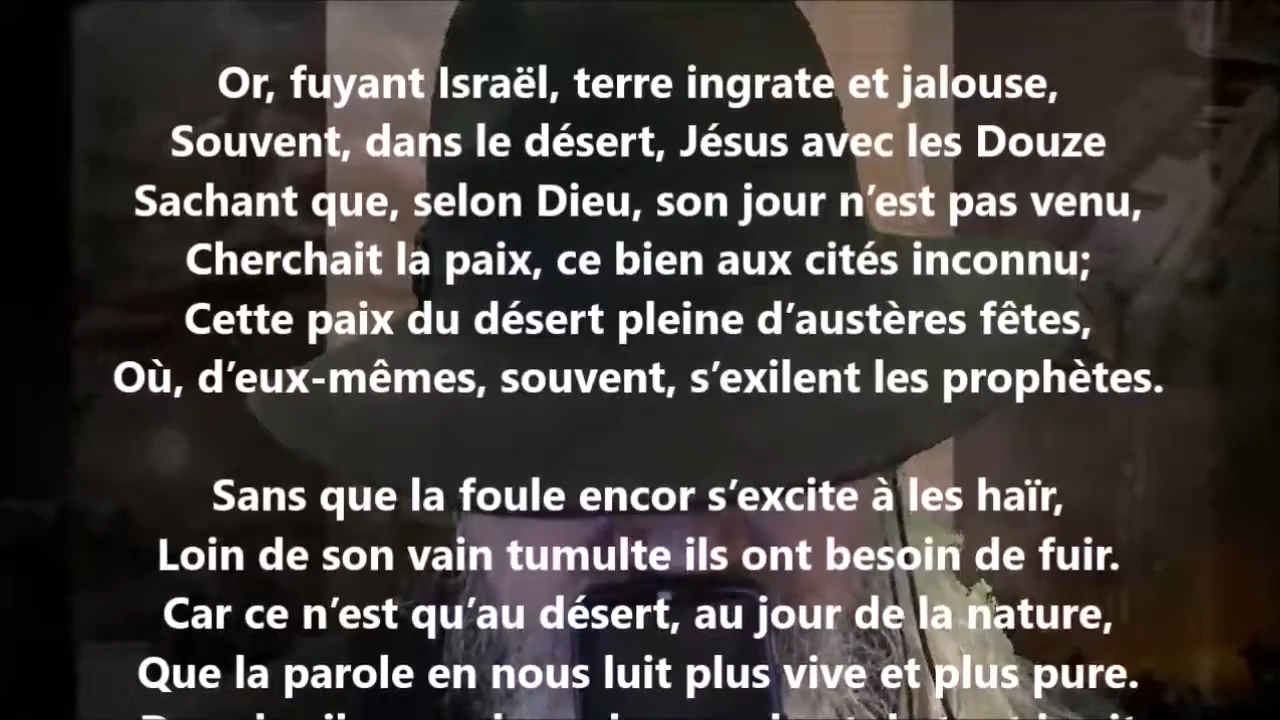 Or, fuyant Israël, terre ingrate et jalouse,
Souvent, dans le désert, Jésus avec les Douze
Sachant que, selon Dieu, son jour n’est pas venu,
Cherchait la paix, ce bien aux cités inconnu;
Cette paix du désert pleine d’austères fêtes,
Où, d’eux-mêmes, souvent, s’exilent les prophètes.
Sans que la foule encor s’excite à les haïr,
Loin de son vain tumulte ils ont besoin de fuir.
Car ce n’est qu’au désert, au jour de la nature,
Que la parole en nous luit plus vive et plus pure.